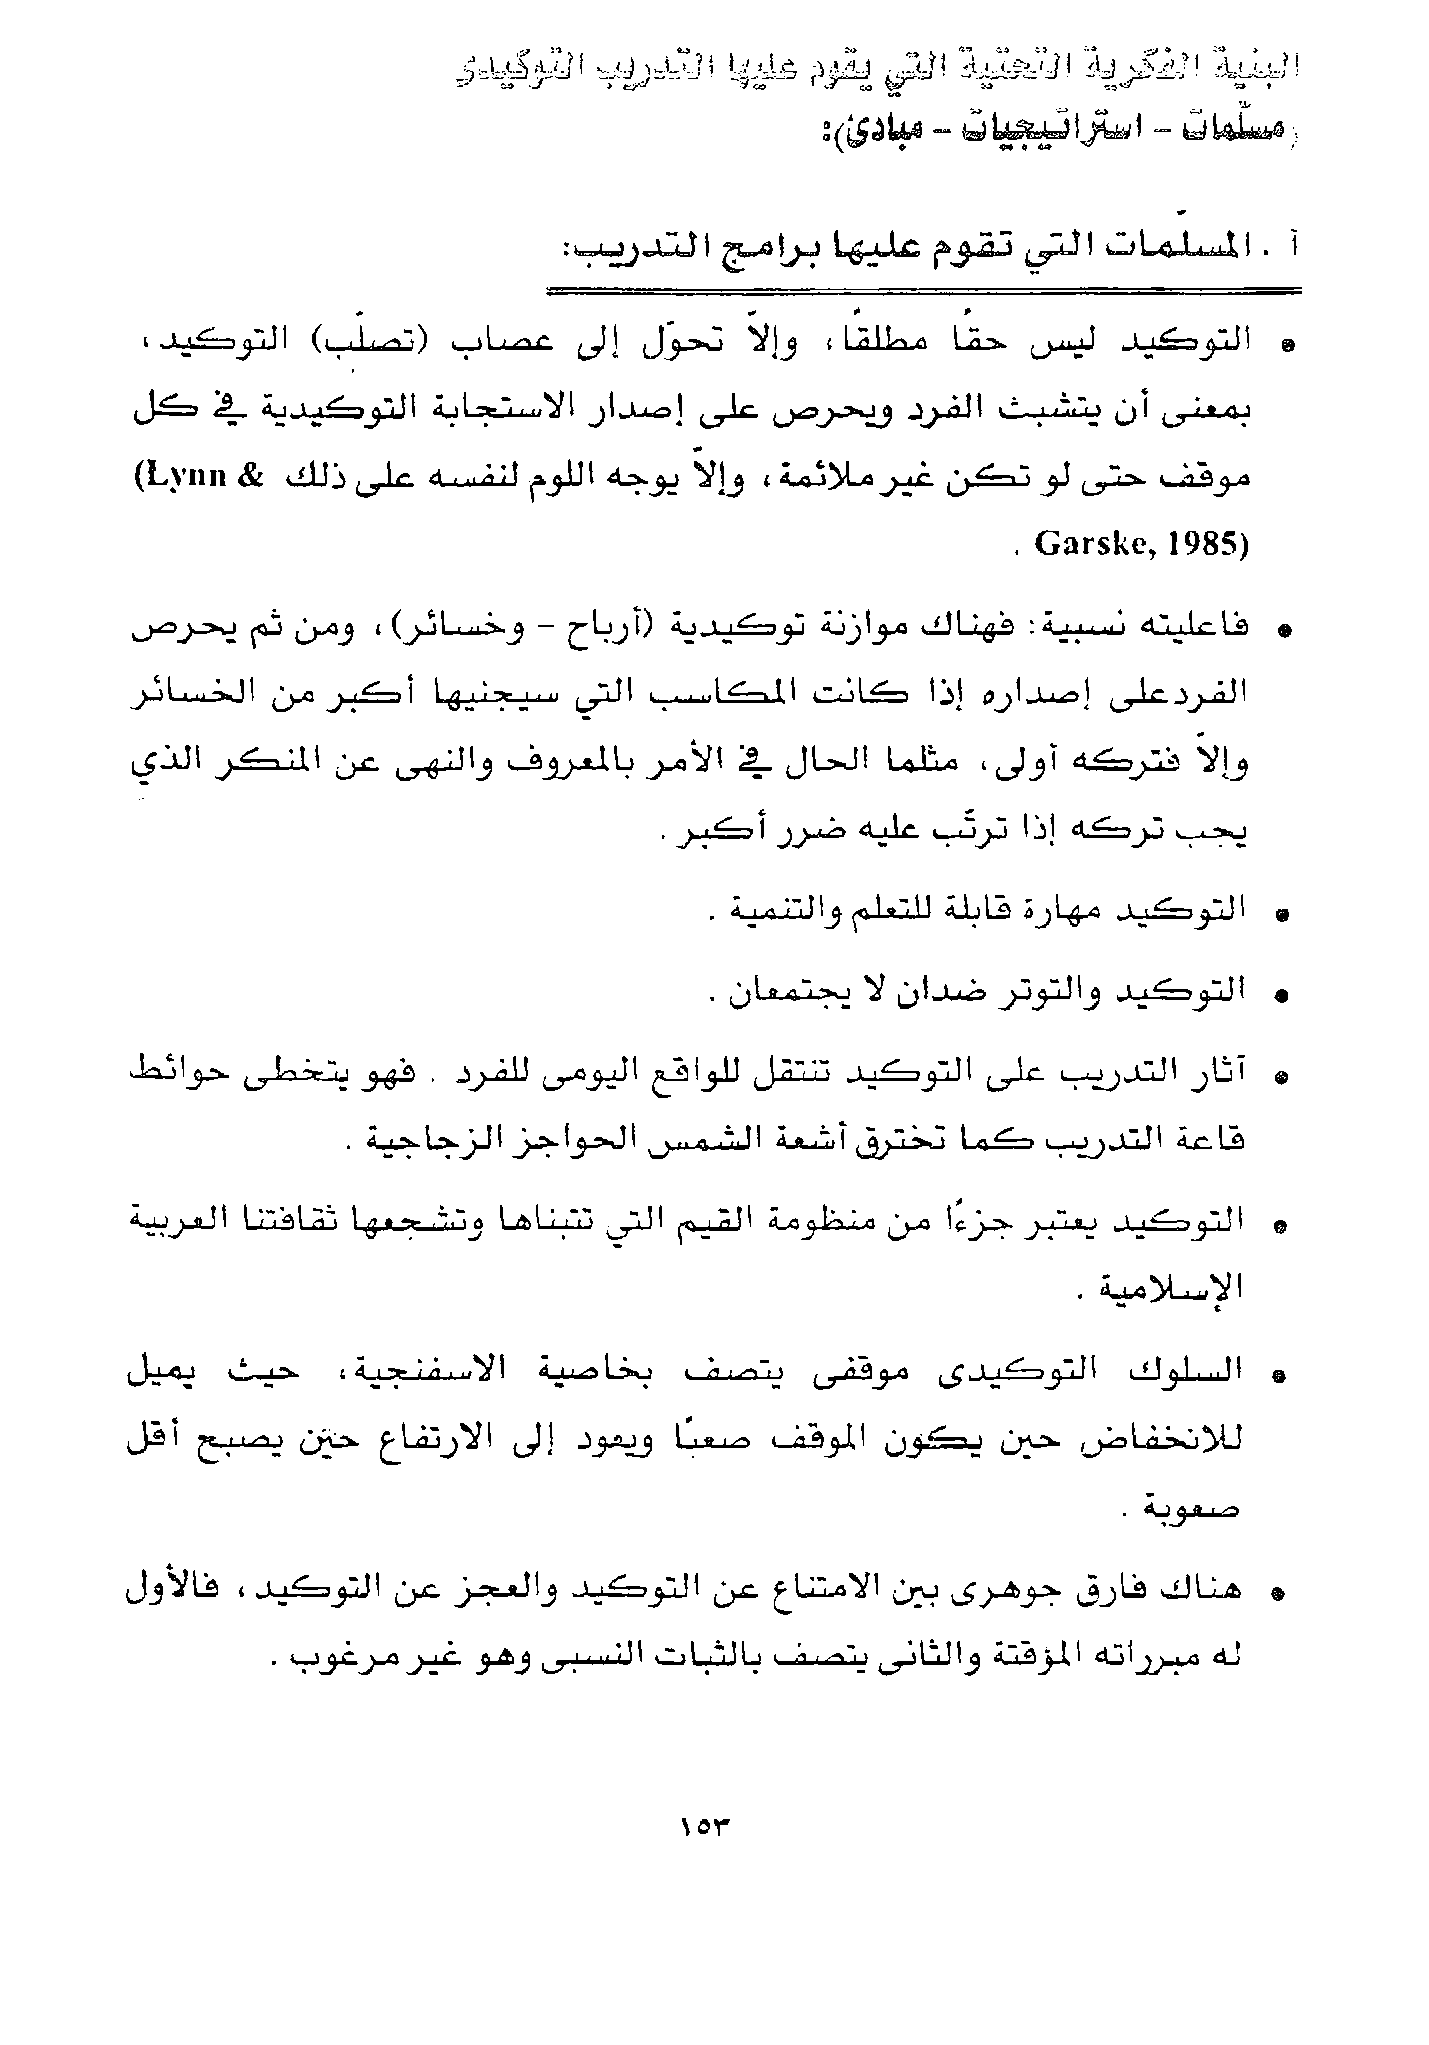 البنية الفكرية التحتية التي يقوم عليها التدريب التوكيدى
(مسلّمات - استراتيجيات - مبادئ):
أ . المسلّمات التي تقوم عليها برامج التدريب:
• التوكيد ليس حقًا مطلقًا، وإلاّ تحوّل إلى عصاب (تصلّب) التوكيد،
بمعنى أن يتشبث الفرد ويحرص على إصدار الاستجابة التوكيدية في كل
موقف حتى لو تكن غير ملائمة، وإلاّ يوجه اللوم لنفسه على ذلك (Lynn &
Garske, 1985) .
• فاعليته نسبية: فهناك موازنة توكيدية (أرباح - وخسائر)، ومن ثم يحرص
الفرد على إصداره إذا كانت المكاسب التي سيجنيها أكبر من الخسائر
وإلاّ فتركه أولى، مثلما الحال في الأمر بالمعروف والنهى عن المنكر الذي
يجب تركه إذا ترتّب عليه ضرر أكبر .
• التوكيد مهارة قابلة للتعلم والتنمية .
• التوكيد والتوتر ضدان لا يجتمعان .
• آثار التدريب على التوكيد تنتقل للواقع اليومى للفرد . فهو يتخطى حوائط
قاعة التدريب كما تخترق أشعة الشمس الحواجز الزجاجية .
• التوكيد يعتبر جزءًا من منظومة القيم التي تتبناها وتشجعها ثقافتنا العربية
الإسلامية .
• السلوك التوكيدى موقفى يتصف بخاصية الاسفنجية، حيث يميل
للانخفاض حين يكون الموقف صعبًا ويعود إلى الارتفاع حين يصبح أقل
صعوبة .
• هناك فارق جوهرى بين الامتناع عن التوكيد والعجز عن التوكيد، فالأول
له مبرراته المؤقتة والثانى يتصف بالثبات النسبى وهو غير مرغوب .
١٥٣